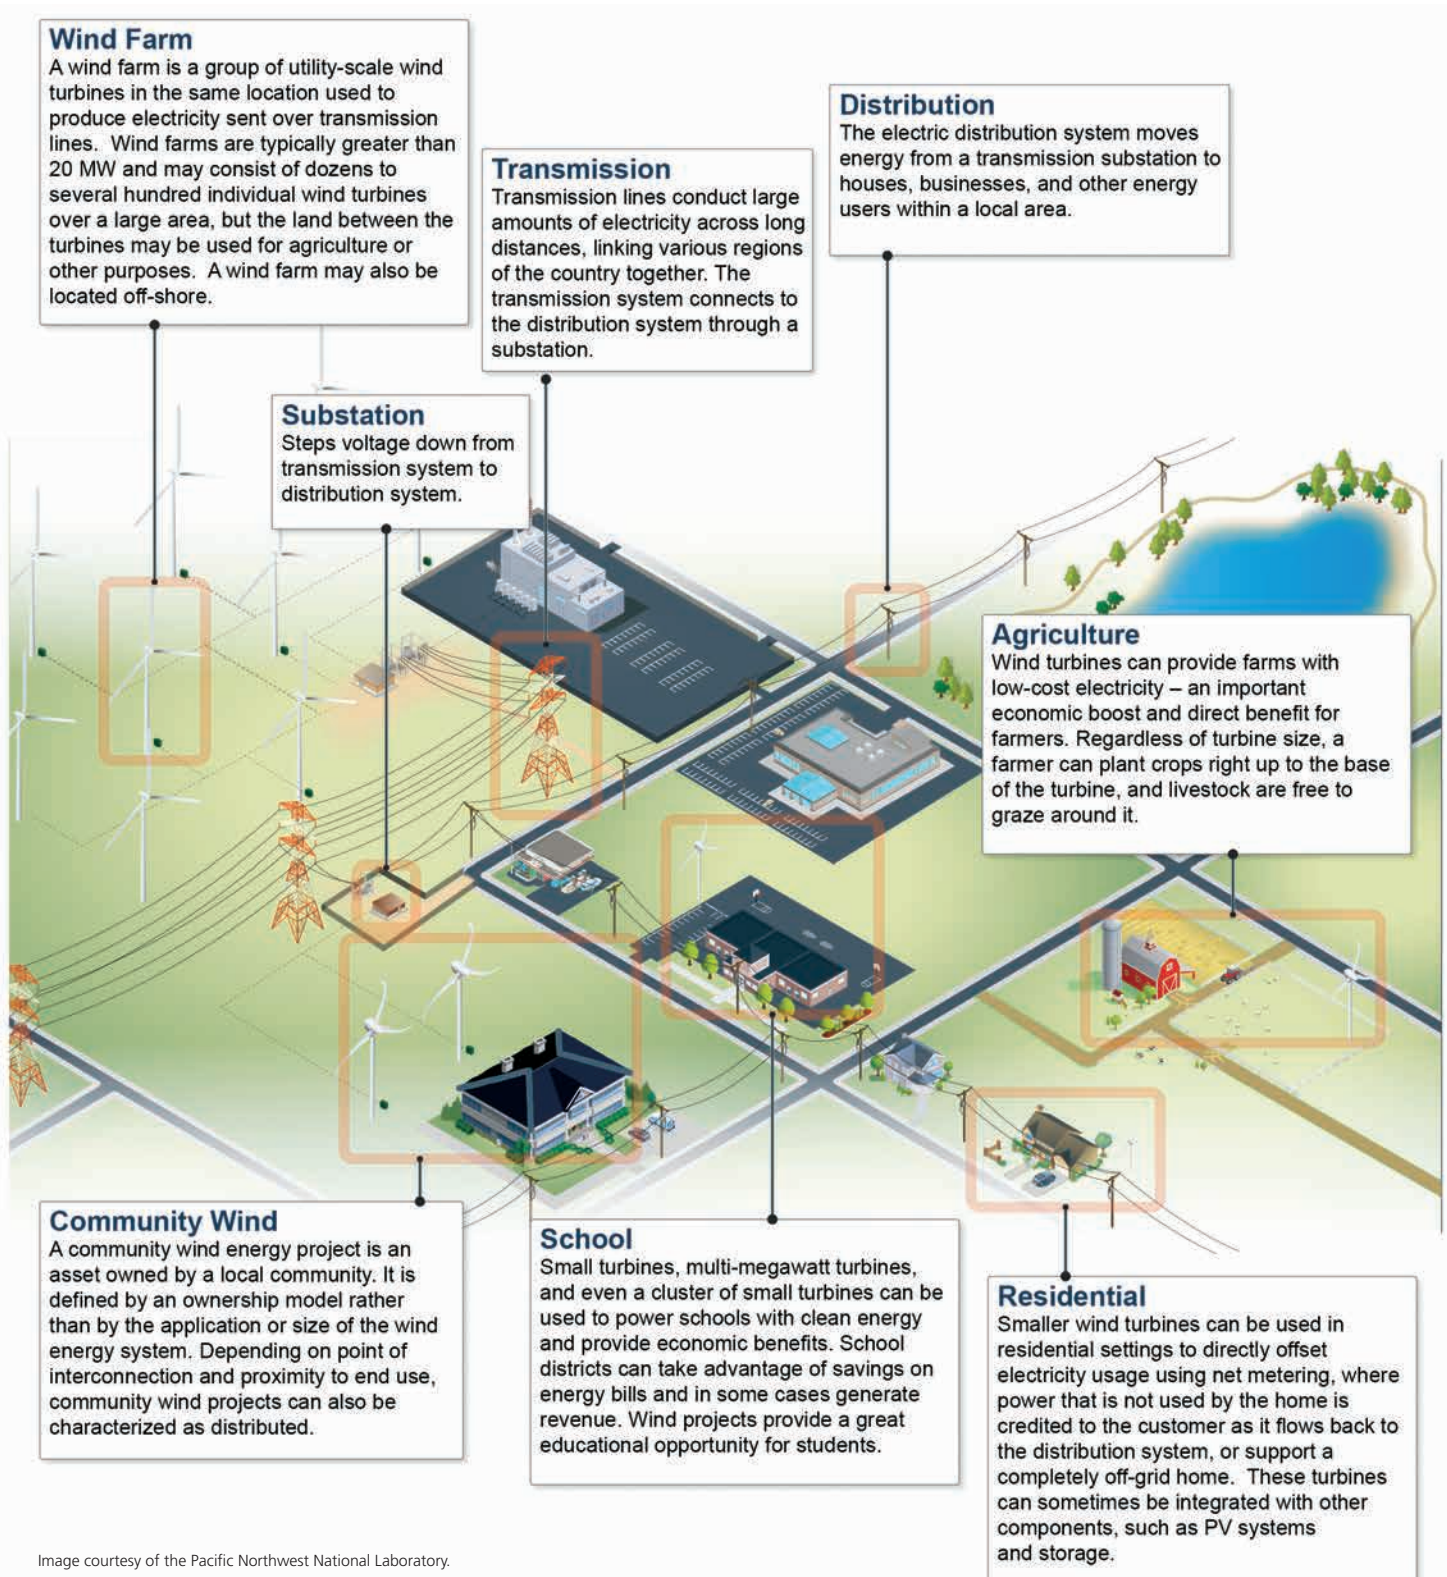 Wind Farm
A wind farm is a group of utility-scale wind
turbines in the same location used to
produce electricity sent over transmission
lines.  Wind farms are typically greater than
20 MW and may consist of dozens to
several hundred individual wind turbines
over a large area, but the land between the
turbines may be used for agriculture or
other purposes.  A wind farm may also be
located off-shore.
Transmission
Transmission lines conduct large
amounts of electricity across long
distances, linking various regions
of the country together. The
transmission system connects to
the distribution system through a
substation.
Distribution
The electric distribution system moves
energy from a transmission substation to
houses, businesses, and other energy
users within a local area.
Substation
Steps voltage down from
transmission system to
distribution system.
Agriculture
Wind turbines can provide farms with
low-cost electricity – an important
economic boost and direct benefit for
farmers. Regardless of turbine size, a
farmer can plant crops right up to the base
of the turbine, and livestock are free to
graze around it.
Community Wind
A community wind energy project is an
asset owned by a local community. It is
defined by an ownership model rather
than by the application or size of the wind
energy system. Depending on point of
interconnection and proximity to end use,
community wind projects can also be
characterized as distributed.
School
Small turbines, multi-megawatt turbines,
and even a cluster of small turbines can be
used to power schools with clean energy
and provide economic benefits. School
districts can take advantage of savings on
energy bills and in some cases generate
revenue. Wind projects provide a great
educational opportunity for students.
Residential
Smaller wind turbines can be used in
residential settings to directly offset
electricity usage using net metering, where
power that is not used by the home is
credited to the customer as it flows back to
the distribution system, or support a
completely off-grid home.  These turbines
can sometimes be integrated with other
components, such as PV systems
and storage.
Image courtesy of the Pacific Northwest National Laboratory.